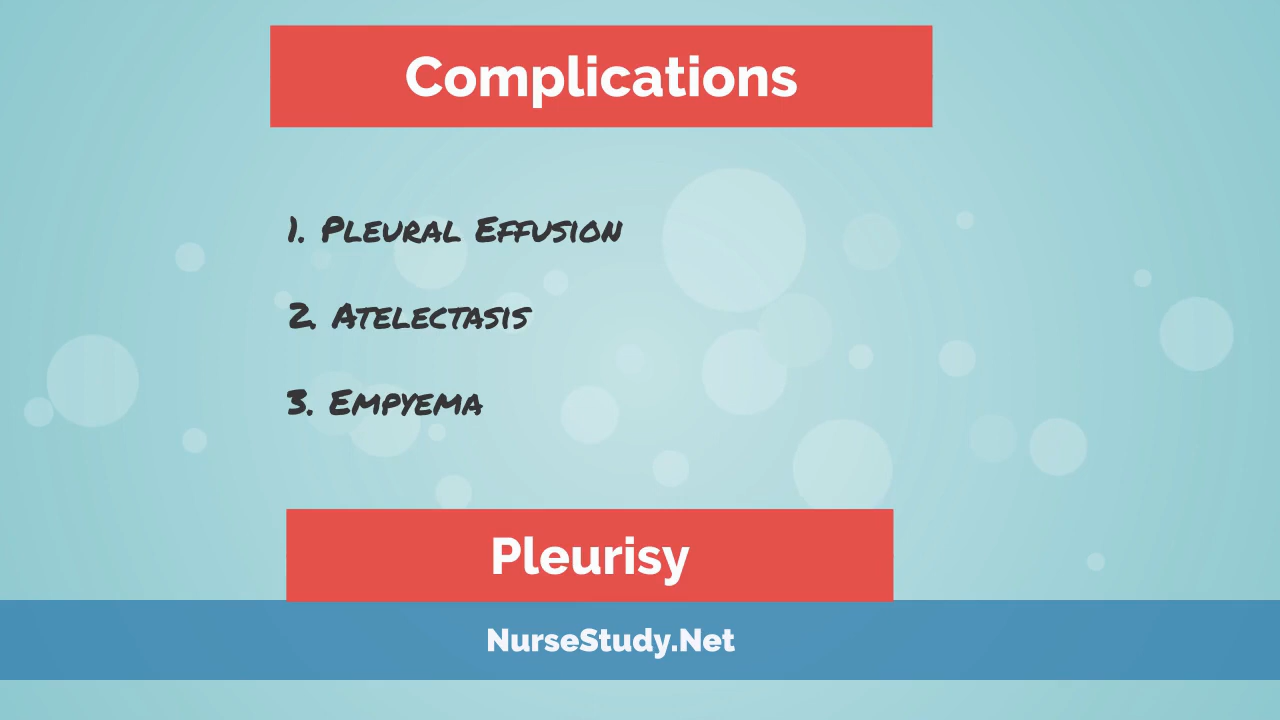 Complications
1. Pleural Effusion
2. Atelectasis
3. Empyema
Pleurisy
NurseStudy.Net